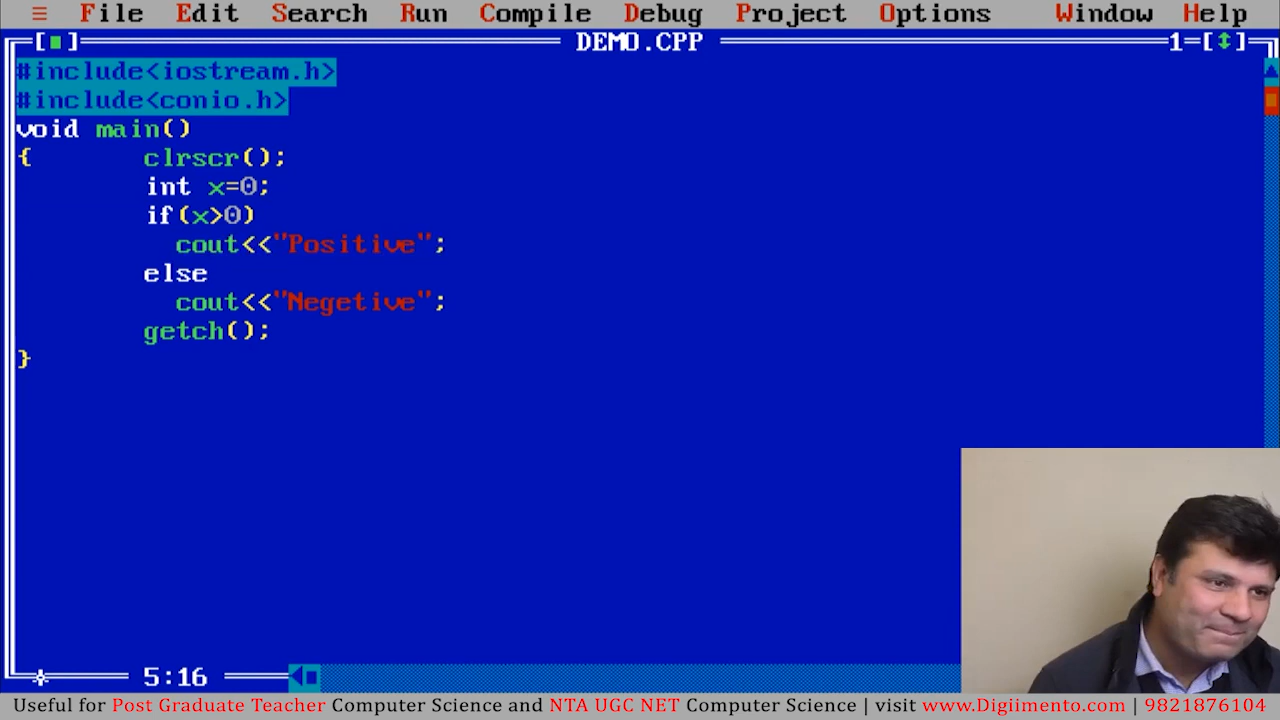 ≡ File Edit Search Run Compile Debug Project Options Window Help
[■] DEMO.CPP 1=[↕]
#include<iostream.h>
#include<conio.h>
void main()
{ clrscr();
int x=0;
if(x>0)
cout<<"Positive";
else
cout<<"Negetive";
getch();
}
5:16
Useful for Post Graduate Teacher Computer Science and NTA UGC NET Computer Science | visit www.Digiimento.com | 9821876104